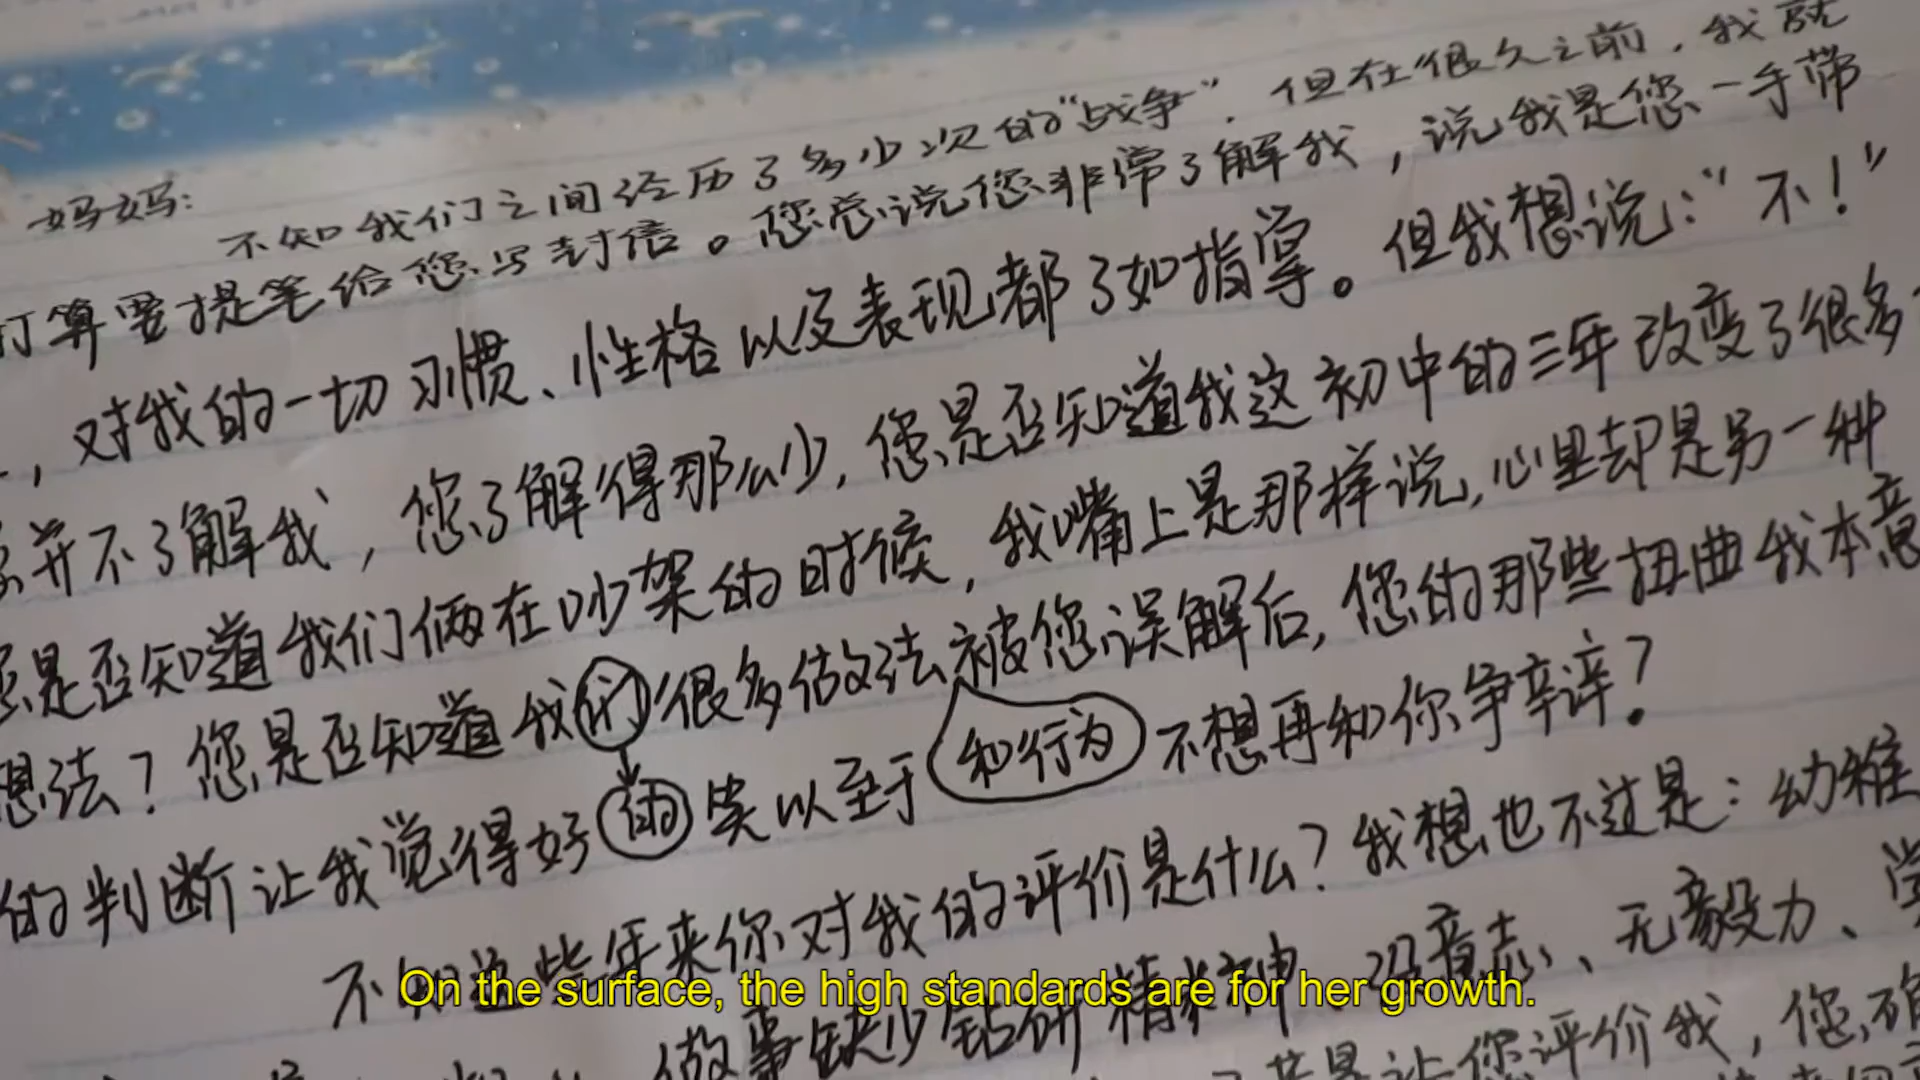 妈妈:
不知我们之间经历了多少次的“战争”.但在很久之前,我就
打算要提笔给您写封信。您总说您非常了解我,说我是您一手带
,对我的一切习惯、性格以及表现都了如指掌。但我想说:“不!”
并不了解我,您了解得那么少,您是否知道我这初中的三年改变了很多
您是否知道我们俩在吵架的时候,我嘴上是那样说,心里却是另一种
想法?您是否知道我们很多做法被您误解后,您的那些扭曲我本意
和行为
的判断让我觉得好的笑以至于不想再和你争辛辞?
不知这些年来你对我的评价是什么?我想也不过是:幼稚
做事缺少钻研精神、没意志、无毅力、
让您评价我,您
On the surface, the high standards are for her growth.